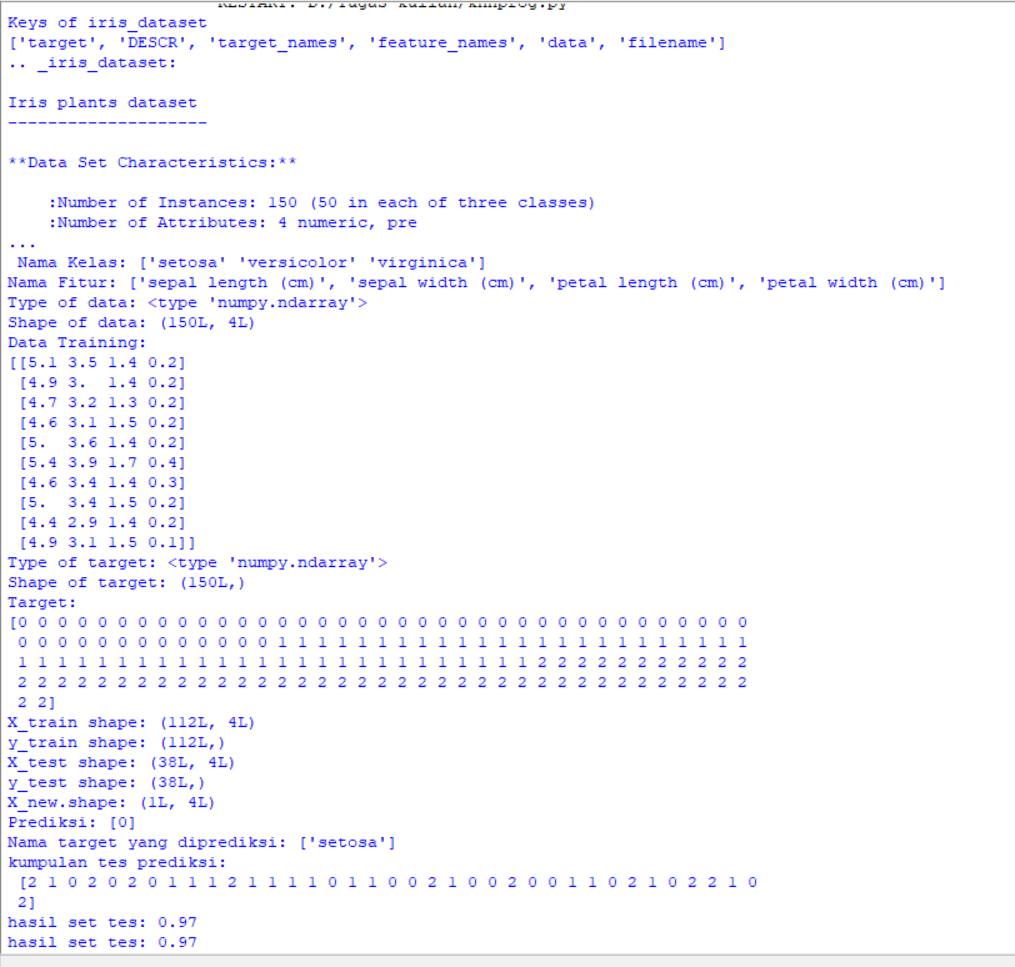 RESTART: D:/Tugas kuliah/knnprog.py
Keys of iris_dataset
['target', 'DESCR', 'target_names', 'feature_names', 'data', 'filename']
.. _iris_dataset:
Iris plants dataset
--------------------
**Data Set Characteristics:**
:Number of Instances: 150 (50 in each of three classes)
:Number of Attributes: 4 numeric, pre
...
Nama Kelas: ['setosa' 'versicolor' 'virginica']
Nama Fitur: ['sepal length (cm)', 'sepal width (cm)', 'petal length (cm)', 'petal width (cm)']
Type of data: <type 'numpy.ndarray'>
Shape of data: (150L, 4L)
Data Training:
[[5.1 3.5 1.4 0.2]
[4.9 3.  1.4 0.2]
[4.7 3.2 1.3 0.2]
[4.6 3.1 1.5 0.2]
[5.  3.6 1.4 0.2]
[5.4 3.9 1.7 0.4]
[4.6 3.4 1.4 0.3]
[5.  3.4 1.5 0.2]
[4.4 2.9 1.4 0.2]
[4.9 3.1 1.5 0.1]]
Type of target: <type 'numpy.ndarray'>
Shape of target: (150L,)
Target:
[0 0 0 0 0 0 0 0 0 0 0 0 0 0 0 0 0 0 0 0 0 0 0 0 0 0 0 0 0 0 0 0 0 0 0 0 0
0 0 0 0 0 0 0 0 0 0 0 0 0 1 1 1 1 1 1 1 1 1 1 1 1 1 1 1 1 1 1 1 1 1 1 1 1
1 1 1 1 1 1 1 1 1 1 1 1 1 1 1 1 1 1 1 1 1 1 1 1 1 1 2 2 2 2 2 2 2 2 2 2 2
2 2 2 2 2 2 2 2 2 2 2 2 2 2 2 2 2 2 2 2 2 2 2 2 2 2 2 2 2 2 2 2 2 2 2 2 2
2 2]
X_train shape: (112L, 4L)
y_train shape: (112L,)
X_test shape: (38L, 4L)
y_test shape: (38L,)
X_new.shape: (1L, 4L)
Prediksi: [0]
Nama target yang diprediksi: ['setosa']
kumpulan tes prediksi:
[2 1 0 2 0 2 0 1 1 1 2 1 1 1 1 0 1 1 0 0 2 1 0 0 2 0 0 1 1 0 2 1 0 2 2 1 0
2]
hasil set tes: 0.97
hasil set tes: 0.97